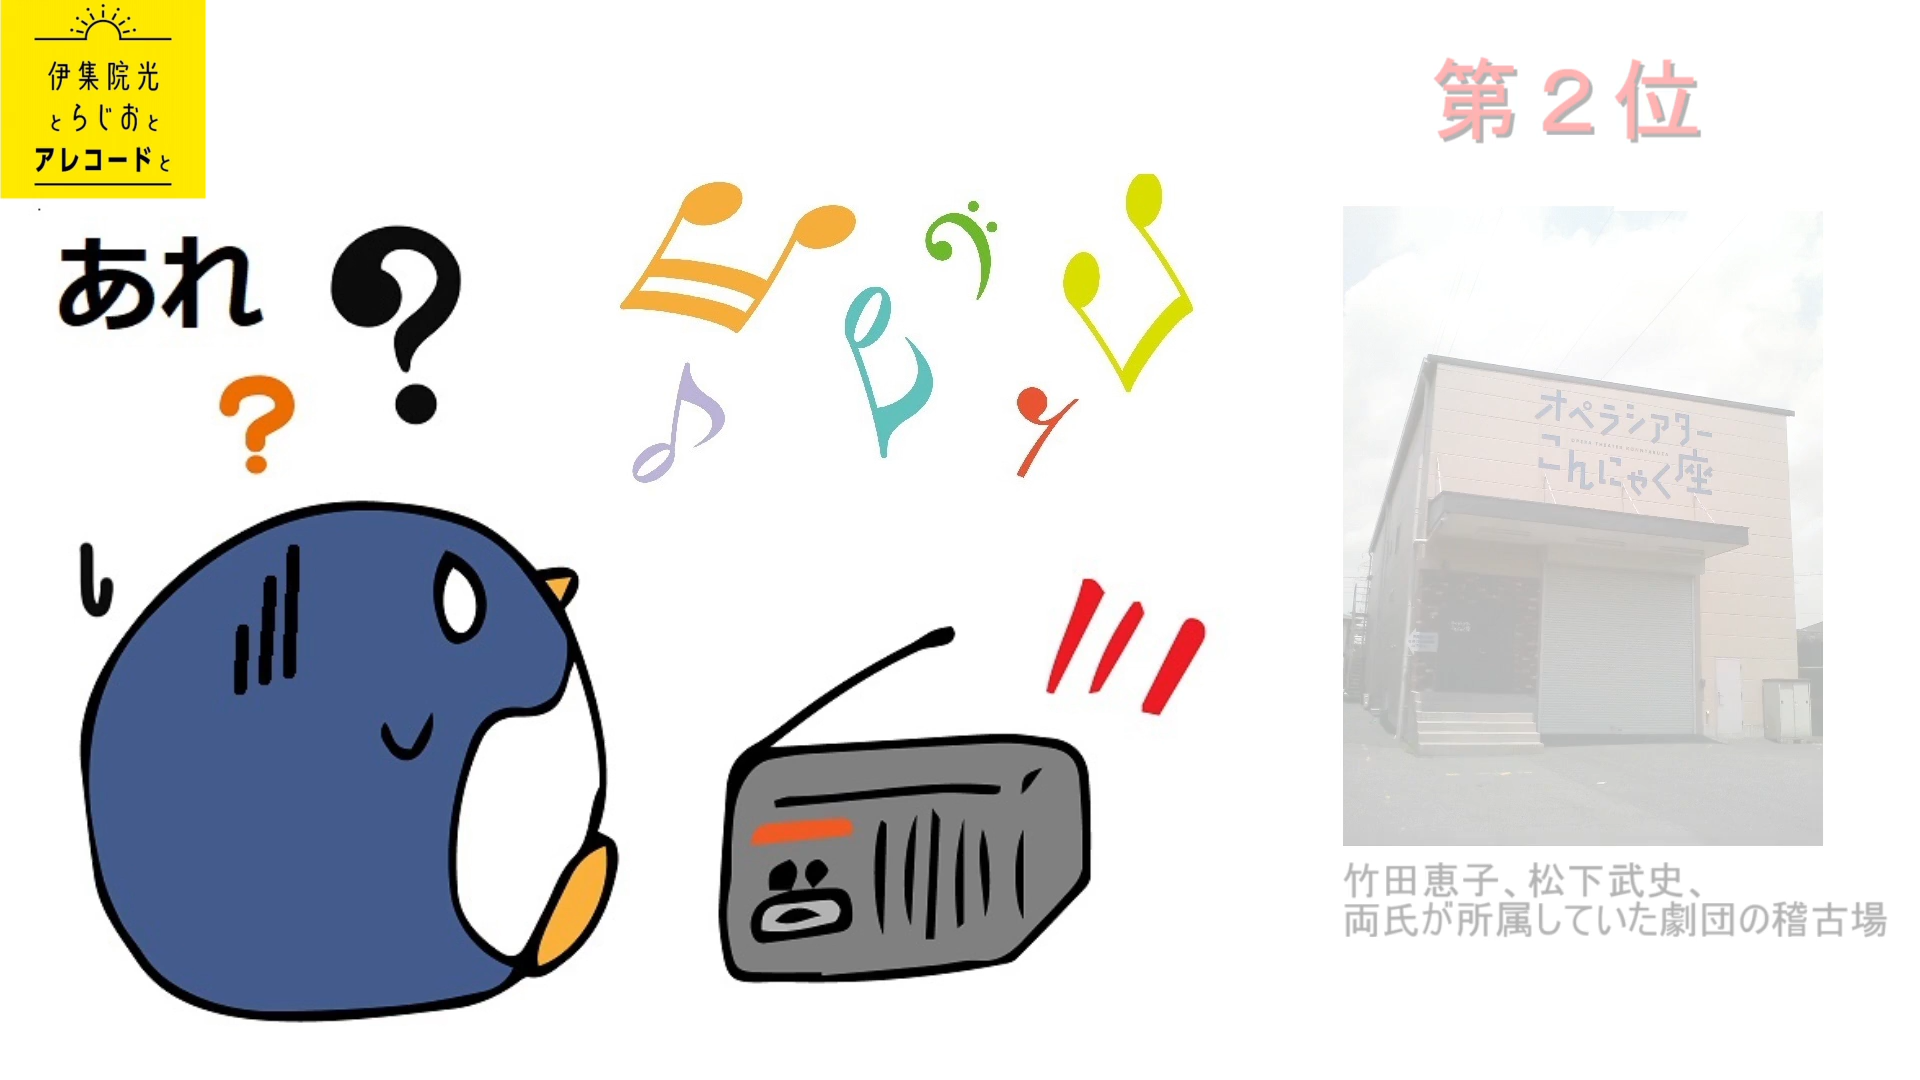 伊集院光
とらじおと
アレコードと
あれ?
?
第2位
オペラシアター
こんにゃく座
竹田恵子、松下武史、
両氏が所属していた劇団の稽古場